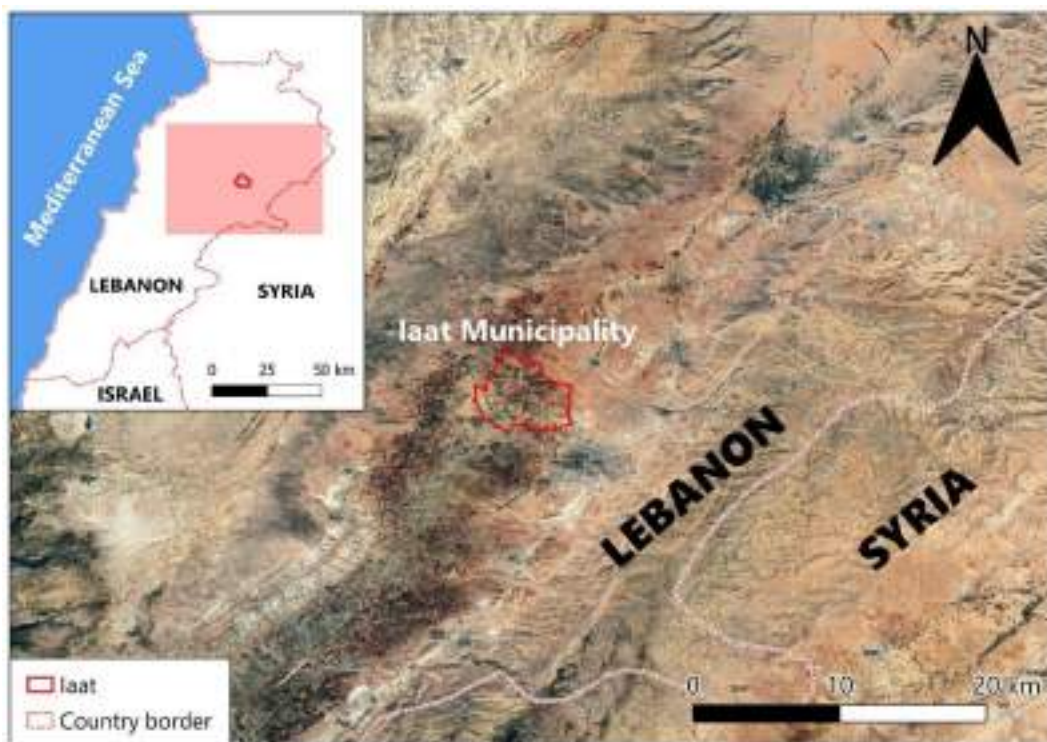 Mediterranean Sea
LEBANON
SYRIA
ISRAEL
0 25 50 km
N
Iaat Municipality
LEBANON
SYRIA
Iaat
Country border
0 10 20 km